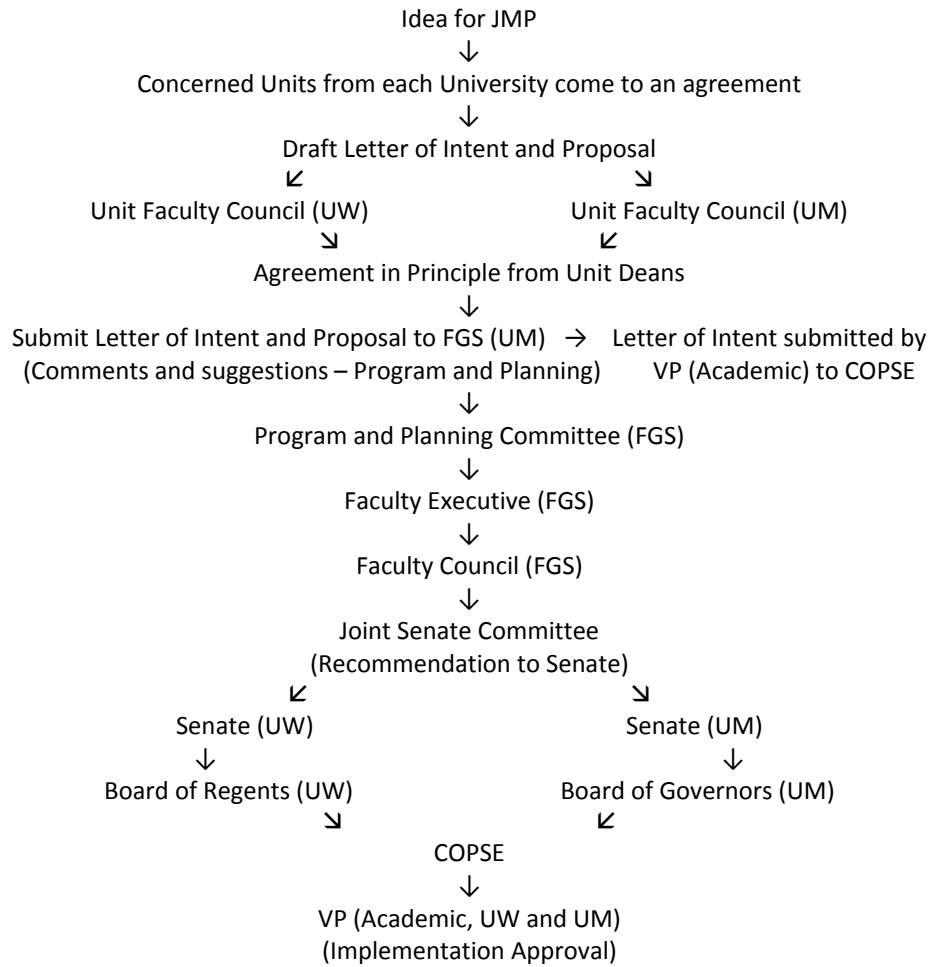 Idea for JMP
↓
Concerned Units from each University come to an agreement
↓
Draft Letter of Intent and Proposal
↙ ↘
Unit Faculty Council (UW) Unit Faculty Council (UM)
↘ ↙
Agreement in Principle from Unit Deans
↓
Submit Letter of Intent and Proposal to FGS (UM) → Letter of Intent submitted by
(Comments and suggestions – Program and Planning) VP (Academic) to COPSE
↓
Program and Planning Committee (FGS)
↓
Faculty Executive (FGS)
↓
Faculty Council (FGS)
↓
Joint Senate Committee
(Recommendation to Senate)
↙ ↘
Senate (UW) Senate (UM)
↓ ↓
Board of Regents (UW) Board of Governors (UM)
↘ ↙
COPSE
↓
VP (Academic, UW and UM)
(Implementation Approval)